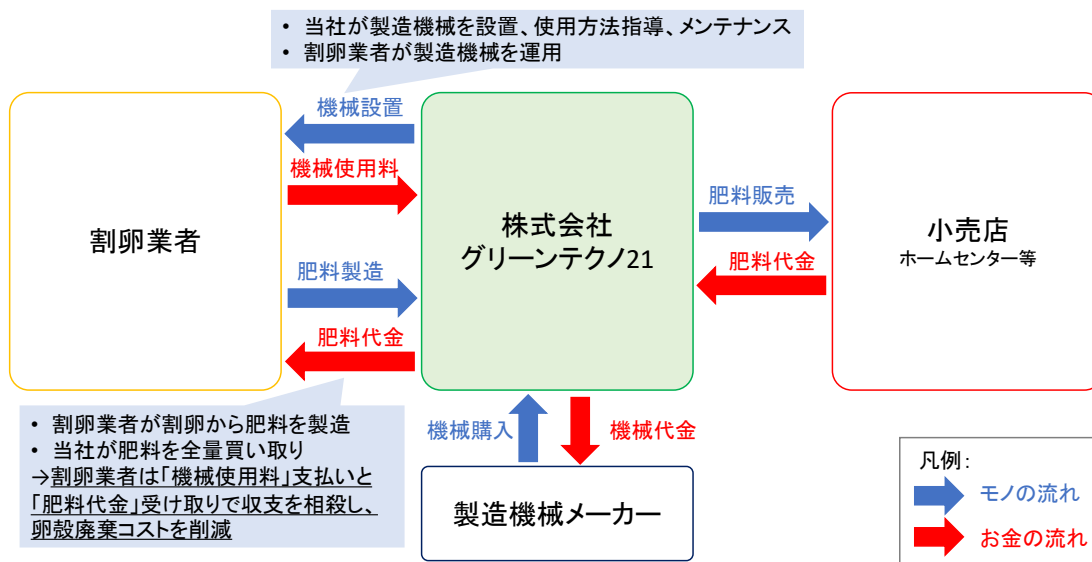 • 当社が製造機械を設置、使用方法指導、メンテナンス
• 割卵業者が製造機械を運用
機械設置
機械使用料
割卵業者
肥料製造
肥料代金
株式会社
グリーンテクノ21
肥料販売
肥料代金
小売店
ホームセンター等
• 割卵業者が割卵から肥料を製造
• 当社が肥料を全量買い取り
→割卵業者は「機械使用料」支払いと
「肥料代金」受け取りで収支を相殺し、
卵殻廃棄コストを削減
機械購入
機械代金
製造機械メーカー
凡例:
モノの流れ
お金の流れ